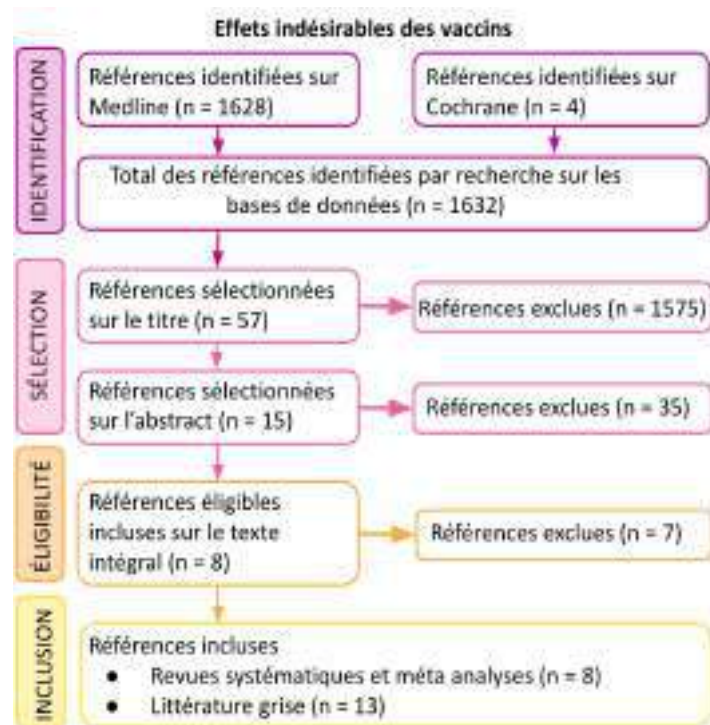 Effets indésirables des vaccins
IDENTIFICATION
Références identifiées sur
Medline (n = 1628)
Références identifiées sur
Cochrane (n = 4)
Total des références identifiées par recherche sur les
bases de données (n = 1632)
SÉLECTION
Références sélectionnées
sur le titre (n = 57)
Références exclues (n = 1575)
Références sélectionnées
sur l'abstract (n = 15)
Références exclues (n = 35)
ÉLIGIBILITÉ
Références éligibles
incluses sur le texte
intégral (n = 8)
Références exclues (n = 7)
INCLUSION
Références incluses
● Revues systématiques et méta analyses (n = 8)
● Littérature grise (n = 13)